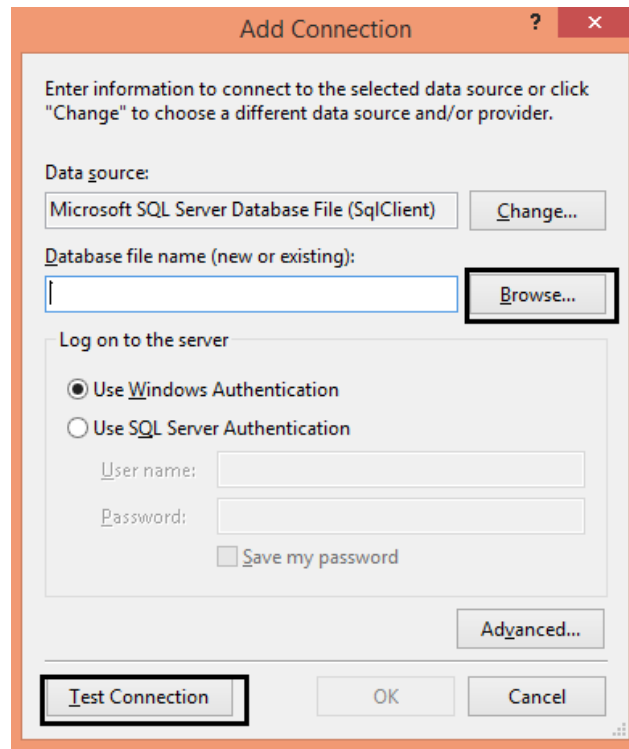 Add Connection
?
×
Enter information to connect to the selected data source or click
"Change" to choose a different data source and/or provider.
Data source:
Microsoft SQL Server Database File (SqlClient)
Change...
Database file name (new or existing):
Browse...
Log on to the server
Use Windows Authentication
Use SQL Server Authentication
User name:
Password:
Save my password
Advanced...
Test Connection
OK
Cancel